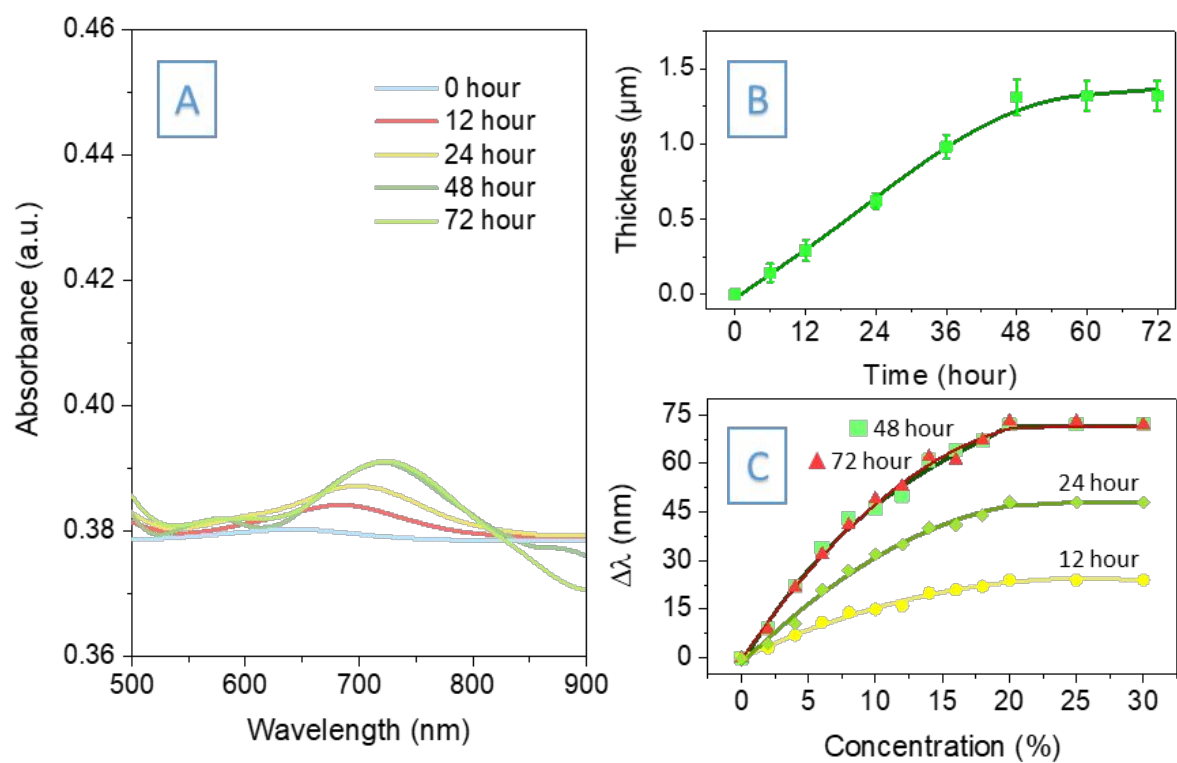 A
0 hour
12 hour
24 hour
48 hour
72 hour
0.46
0.44
0.42
0.40
0.38
0.36
500
600
700
800
900
Absorbance (a.u.)
Wavelength (nm)
B
1.5
1.0
0.5
0.0
0
12
24
36
48
60
72
Thickness (μm)
Time (hour)
C
48 hour
72 hour
24 hour
12 hour
75
60
45
30
15
0
0
5
10
15
20
25
30
Δλ (nm)
Concentration (%)